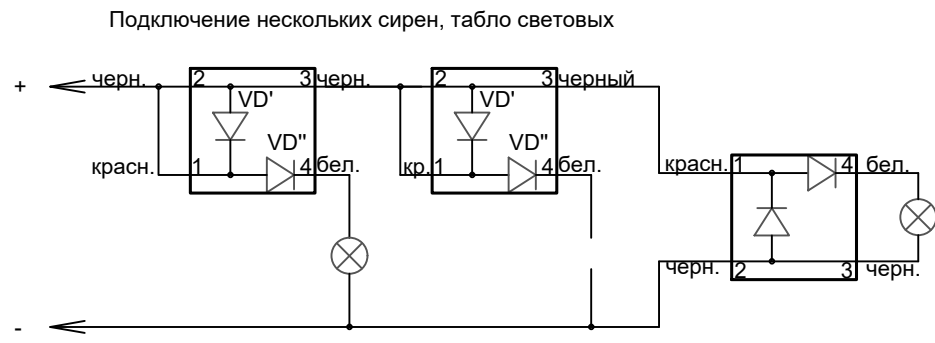 Подключение нескольких сирен, табло световых
+ черн. 2 3 черн. 2 3 черный
VD' VD'
VD" VD"
красн. 1 4 бел. кр. 1 4 бел. красн. 1 4 бел.
черн. 2 3 черн.
-